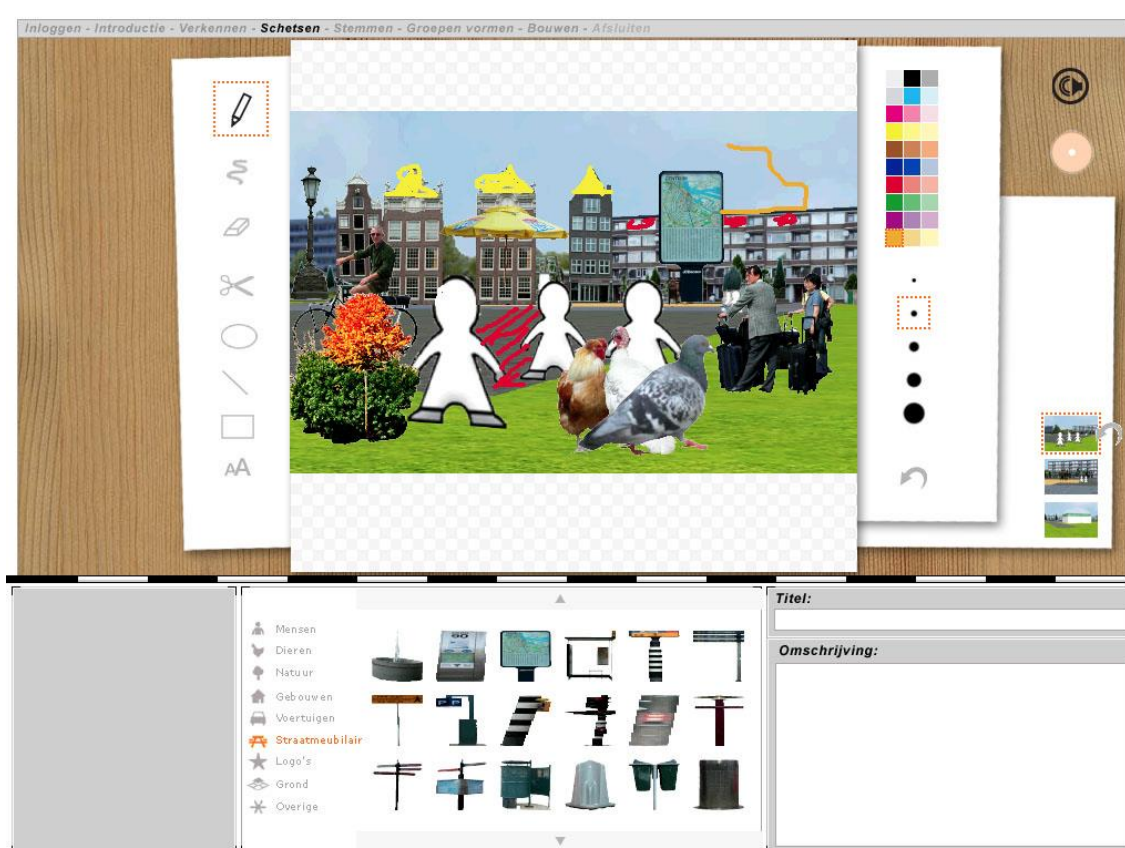 Inloggen - Introductie - Verkennen - Schetsen - Stemmen - Groepen vormen - Bouwen - Afsluiten
AA
Titel:
Omschrijving:
Mensen
Dieren
Natuur
Gebouwen
Voertuigen
Straatmeubilair
Logo's
Grond
Overige